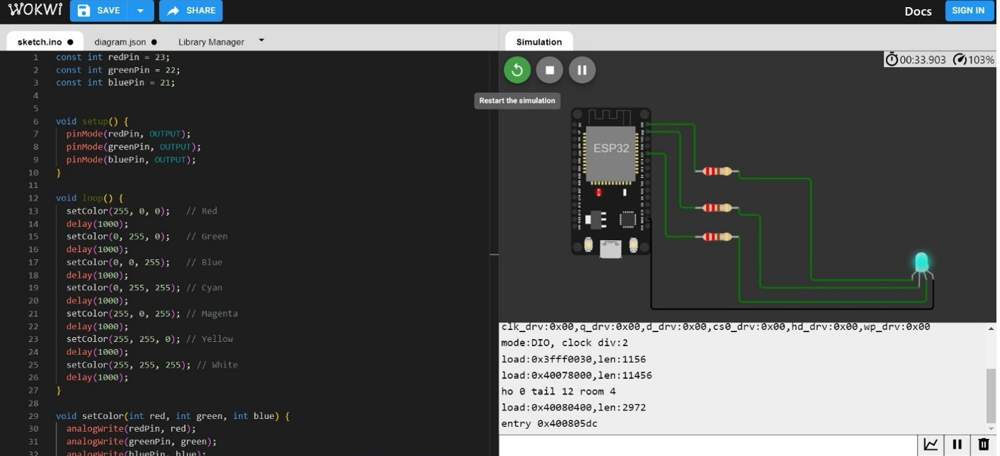 WOKWI SAVE SHARE Docs SIGN IN
sketch.ino diagram.json Library Manager
1 const int redPin = 23;
2 const int greenPin = 22;
3 const int bluePin = 21;
4
5
6 void setup() {
7 pinMode(redPin, OUTPUT);
8 pinMode(greenPin, OUTPUT);
9 pinMode(bluePin, OUTPUT);
10 }
11
12 void loop() {
13 setColor(255, 0, 0); // Red
14 delay(1000);
15 setColor(0, 255, 0); // Green
16 delay(1000);
17 setColor(0, 0, 255); // Blue
18 delay(1000);
19 setColor(0, 255, 255); // Cyan
20 delay(1000);
21 setColor(255, 0, 255); // Magenta
22 delay(1000);
23 setColor(255, 255, 0); // Yellow
24 delay(1000);
25 setColor(255, 255, 255); // White
26 delay(1000);
27 }
28
29 void setColor(int red, int green, int blue) {
30 analogWrite(redPin, red);
31 analogWrite(greenPin, green);
32 analogWrite(bluePin, blue);
Simulation
00:33.903 103%
Restart the simulation
ESP32
clk_drv:0x00,q_drv:0x00,d_drv:0x00,cs0_drv:0x00,hd_drv:0x00,wp_drv:0x00
mode:DIO, clock div:2
load:0x3fff0030,len:1156
load:0x40078000,len:11456
ho 0 tail 12 room 4
load:0x40080400,len:2972
entry 0x400805dc